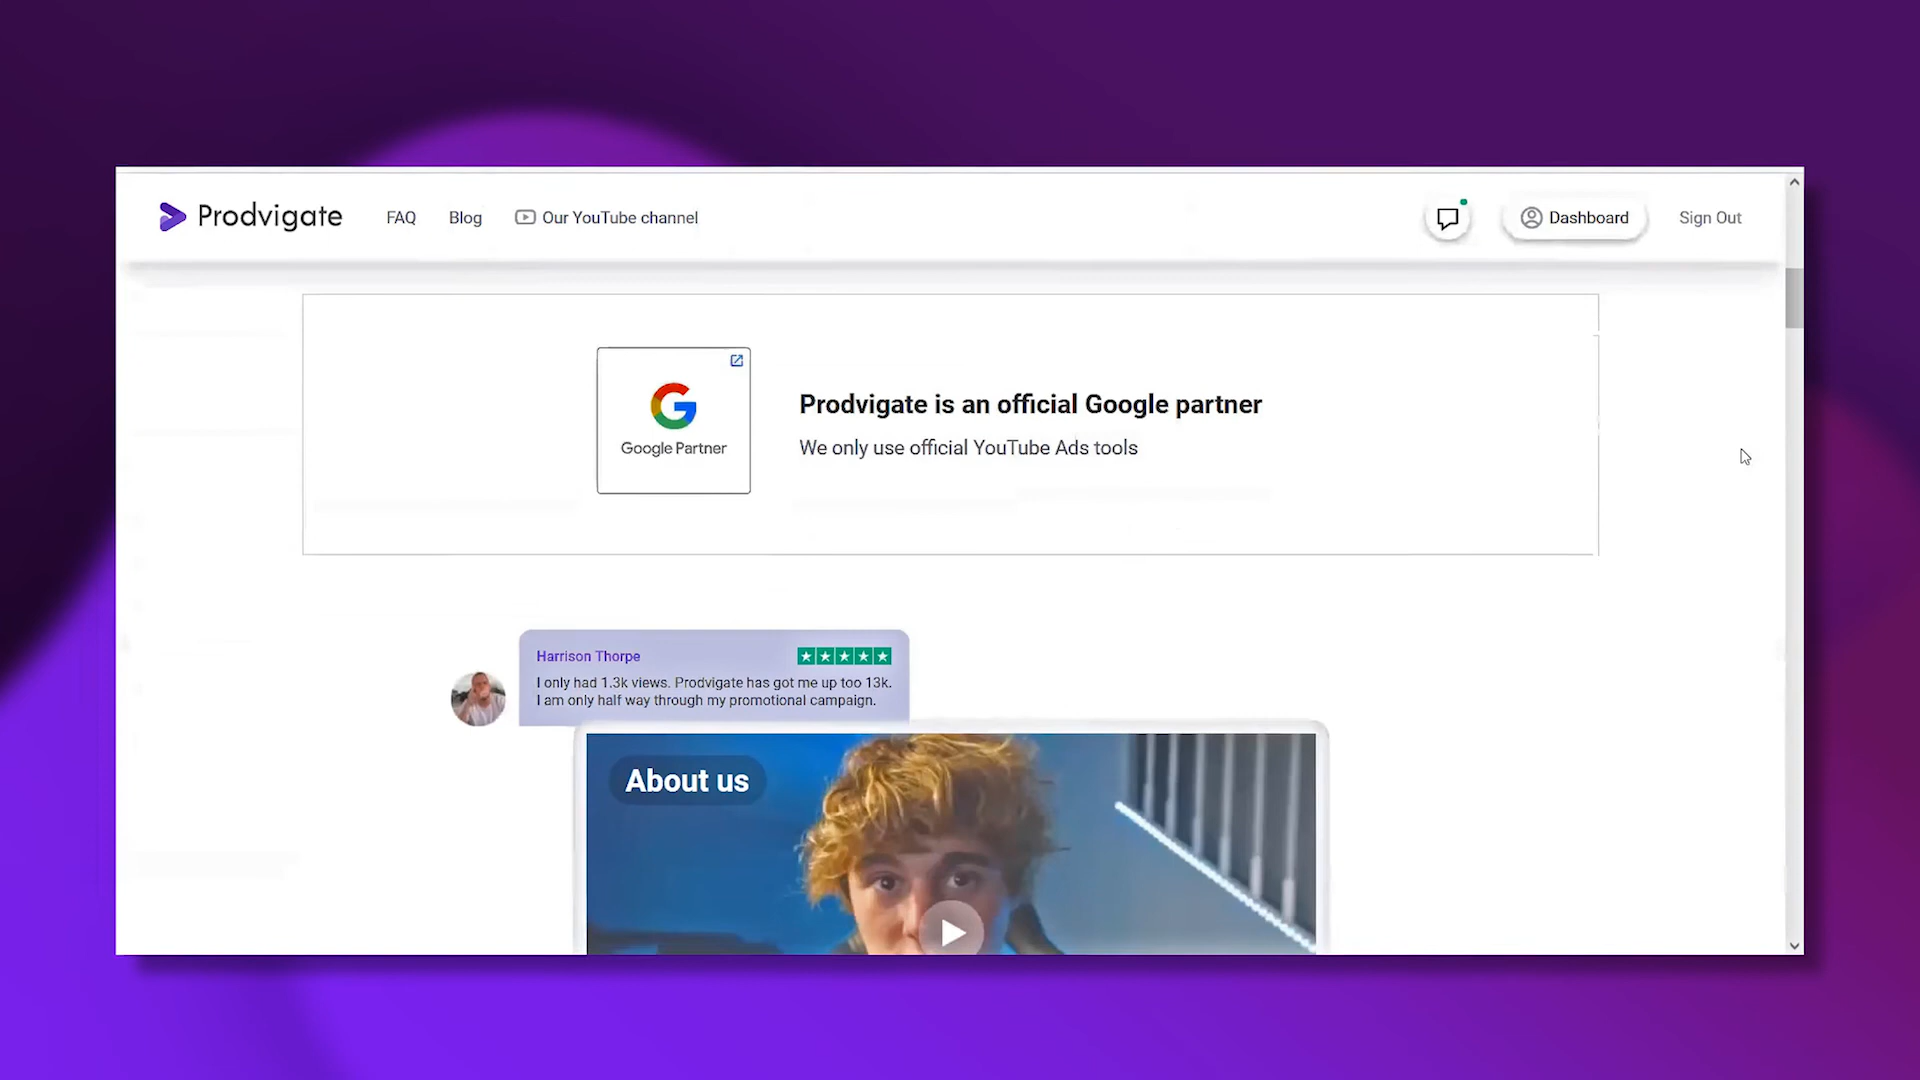 Prodvigate
FAQ
Blog
Our YouTube channel
Dashboard
Sign Out
Google Partner
Prodvigate is an official Google partner
We only use official YouTube Ads tools
Harrison Thorpe
I only had 1.3k views. Prodvigate has got me up too 13k.
I am only half way through my promotional campaign.
About us